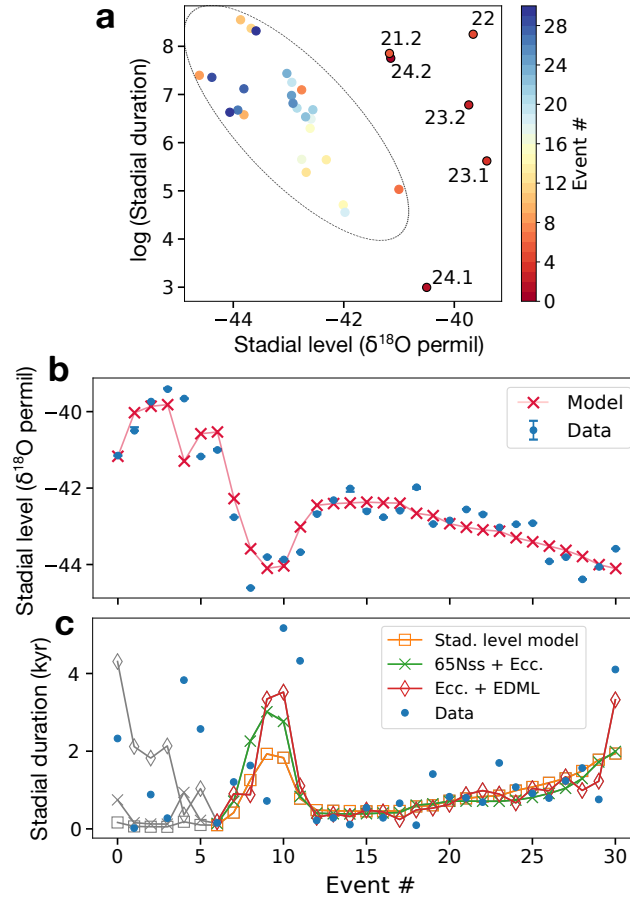 a
log (Stadial duration)
8
7
6
5
4
3
21.2
24.2
22
23.2
23.1
24.1
−44
−42
−40
Stadial level (δ¹⁸O permil)
28
24
20
16
12
8
4
0
Event #
b
Stadial level (δ¹⁸O permil)
−40
−42
−44
Model
Data
c
Stadial duration (kyr)
4
2
0
Stad. level model
65Nss + Ecc.
Ecc. + EDML
Data
0
5
10
15
20
25
30
Event #